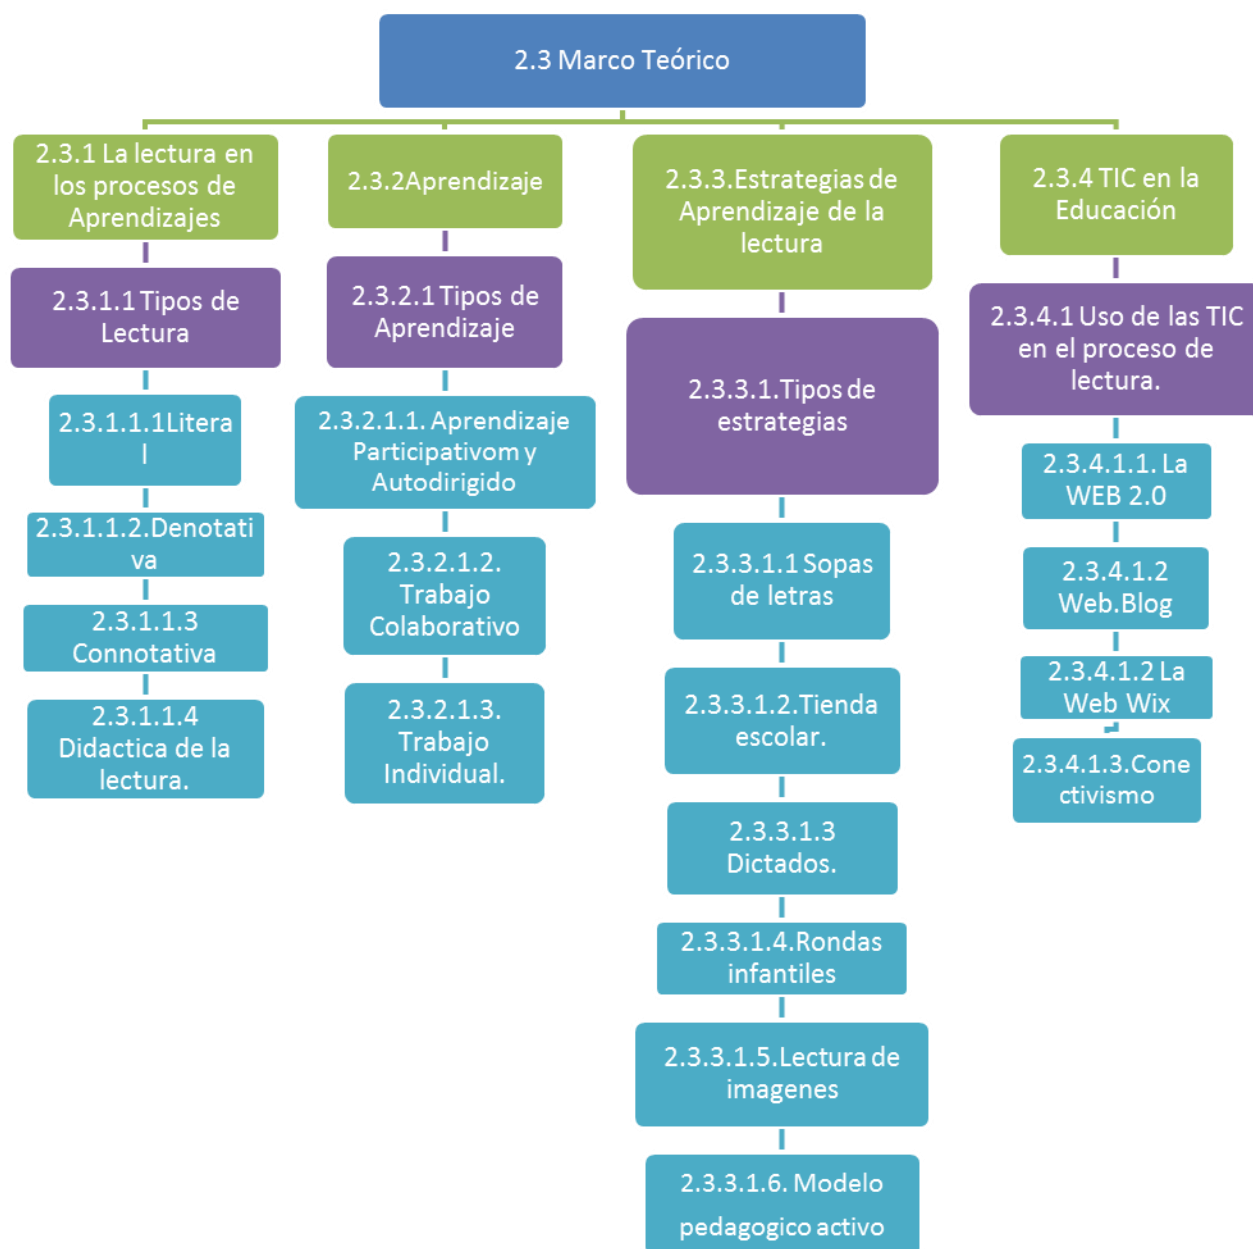 2.3 Marco Teórico
2.3.1 La lectura en
los procesos de
Aprendizajes
2.3.1.1 Tipos de
Lectura
2.3.1.1.1Litera
l
2.3.1.1.2.Denotati
va
2.3.1.1.3
Connotativa
2.3.1.1.4
Didactica de la
lectura.
2.3.2Aprendizaje
2.3.2.1 Tipos de
Aprendizaje
2.3.2.1.1. Aprendizaje
Participativom y
Autodirigido
2.3.2.1.2.
Trabajo
Colaborativo
2.3.2.1.3.
Trabajo
Individual.
2.3.3.Estrategias de
Aprendizaje de la
lectura
2.3.3.1.Tipos de
estrategias
2.3.3.1.1 Sopas
de letras
2.3.3.1.2.Tienda
escolar.
2.3.3.1.3
Dictados.
2.3.3.1.4.Rondas
infantiles
2.3.3.1.5.Lectura de
imagenes
2.3.3.1.6. Modelo
pedagogico activo
2.3.4 TIC en la
Educación
2.3.4.1 Uso de las TIC
en el proceso de
lectura.
2.3.4.1.1. La
WEB 2.0
2.3.4.1.2
Web.Blog
2.3.4.1.2 La
Web Wix
2.3.4.1.3.Cone
ctivismo